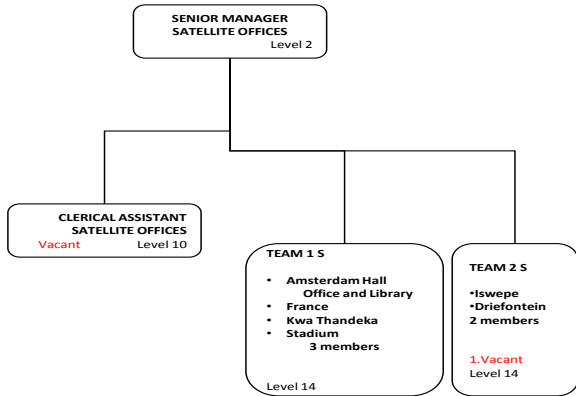 SENIOR MANAGER
SATELLITE OFFICES
Level 2
CLERICAL ASSISTANT
SATELLITE OFFICES
Vacant Level 10
TEAM 1 S
• Amsterdam Hall
Office and Library
• France
• Kwa Thandeka
• Stadium
3 members
Level 14
TEAM 2 S
•Iswepe
•Driefontein
2 members
1.Vacant
Level 14